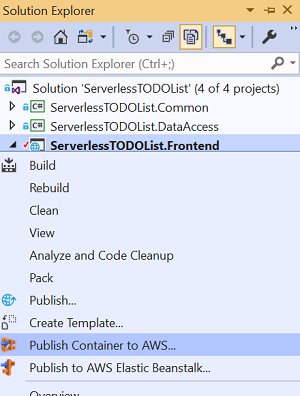 Solution Explorer
Search Solution Explorer (Ctrl+;)
Solution 'ServerlessTODOList' (4 of 4 projects)
C# ServerlessTODOList.Common
C# ServerlessTODOList.DataAccess
ServerlessTODOList.Frontend
Build
Rebuild
Clean
View
Analyze and Code Cleanup
Pack
Publish...
Create Template...
Publish Container to AWS...
Publish to AWS Elastic Beanstalk...
Overview